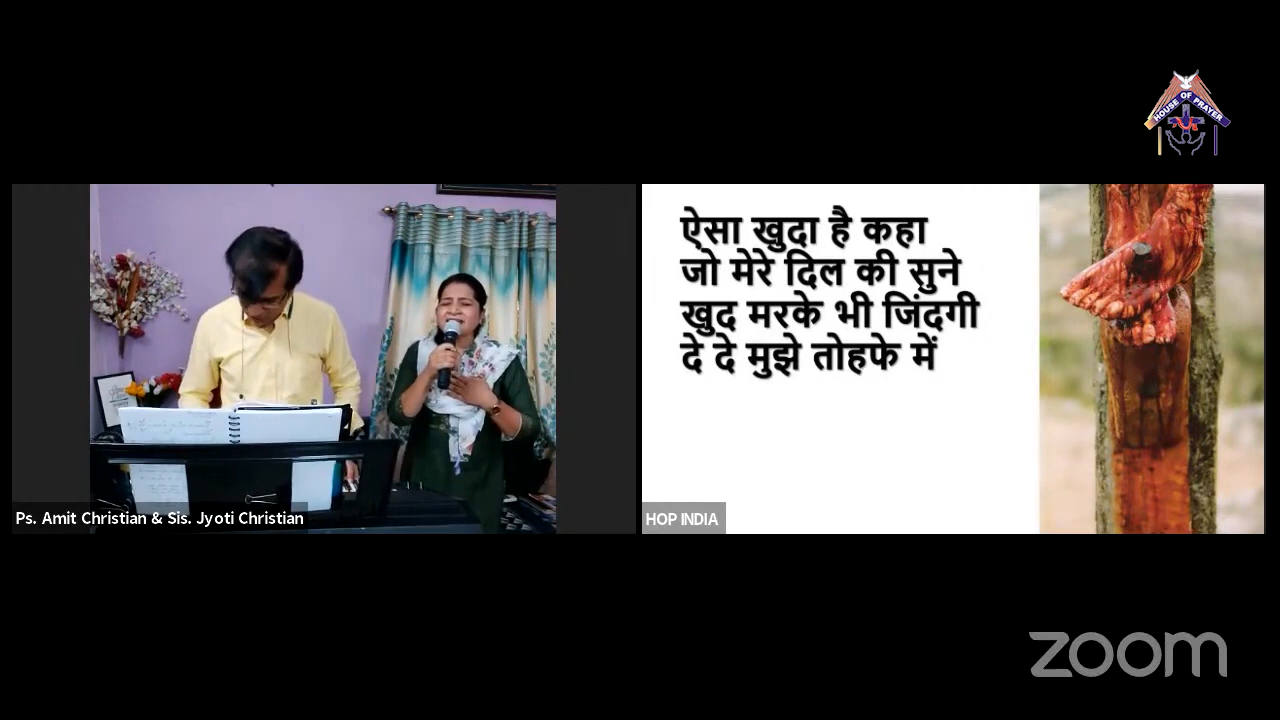 HOUSE OF PRAYER
ऐसा खुदा है कहा
जो मेरे दिल की सुने
खुद मरके भी जिंदगी
दे दे मुझे तोहफे में
Ps. Amit Christian & Sis. Jyoti Christian
HOP INDIA
zoom